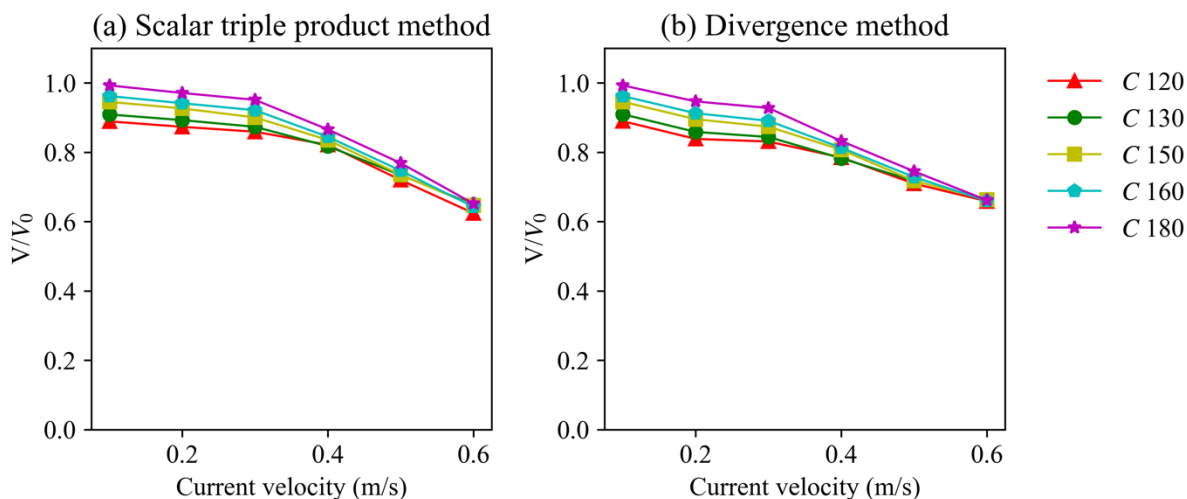 (a) Scalar triple product method
1.0
0.8
0.6
0.4
0.2
0.0
V/V₀
0.2
0.4
0.6
Current velocity (m/s)
(b) Divergence method
1.0
0.8
0.6
0.4
0.2
0.0
V/V₀
0.2
0.4
0.6
Current velocity (m/s)
C 120
C 130
C 150
C 160
C 180